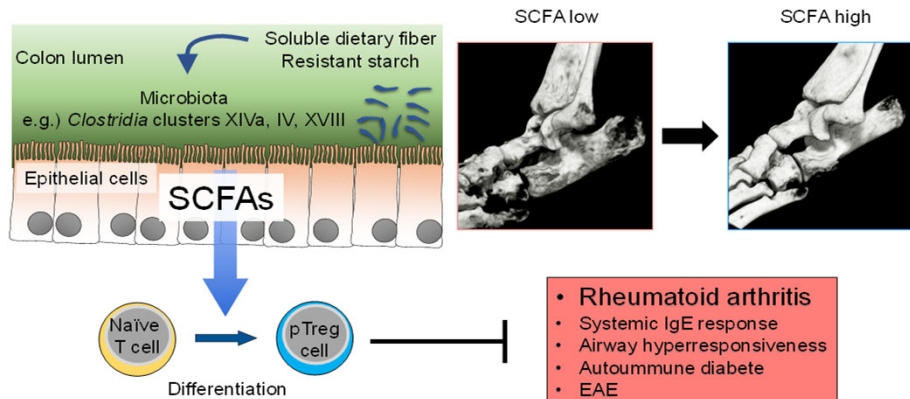 SCFA low
SCFA high
Colon lumen
Soluble dietary fiber
Resistant starch
Microbiota
e.g.) Clostridia clusters XIVa, IV, XVIII
Epithelial cells
SCFAs
Naïve
T cell
pTreg
cell
Differentiation
• Rheumatoid arthritis
• Systemic IgE response
• Airway hyperresponsiveness
• Autoummune diabete
• EAE